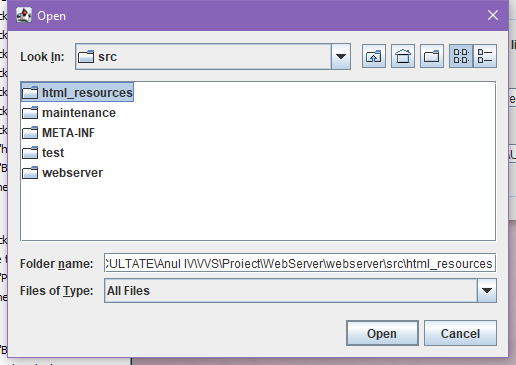 Open
Look In: src
html_resources
maintenance
META-INF
test
webserver
Folder name: CULTATE\Anul IV\VVS\Proiect\WebServer\webserver\src\html_resources
Files of Type: All Files
Open Cancel